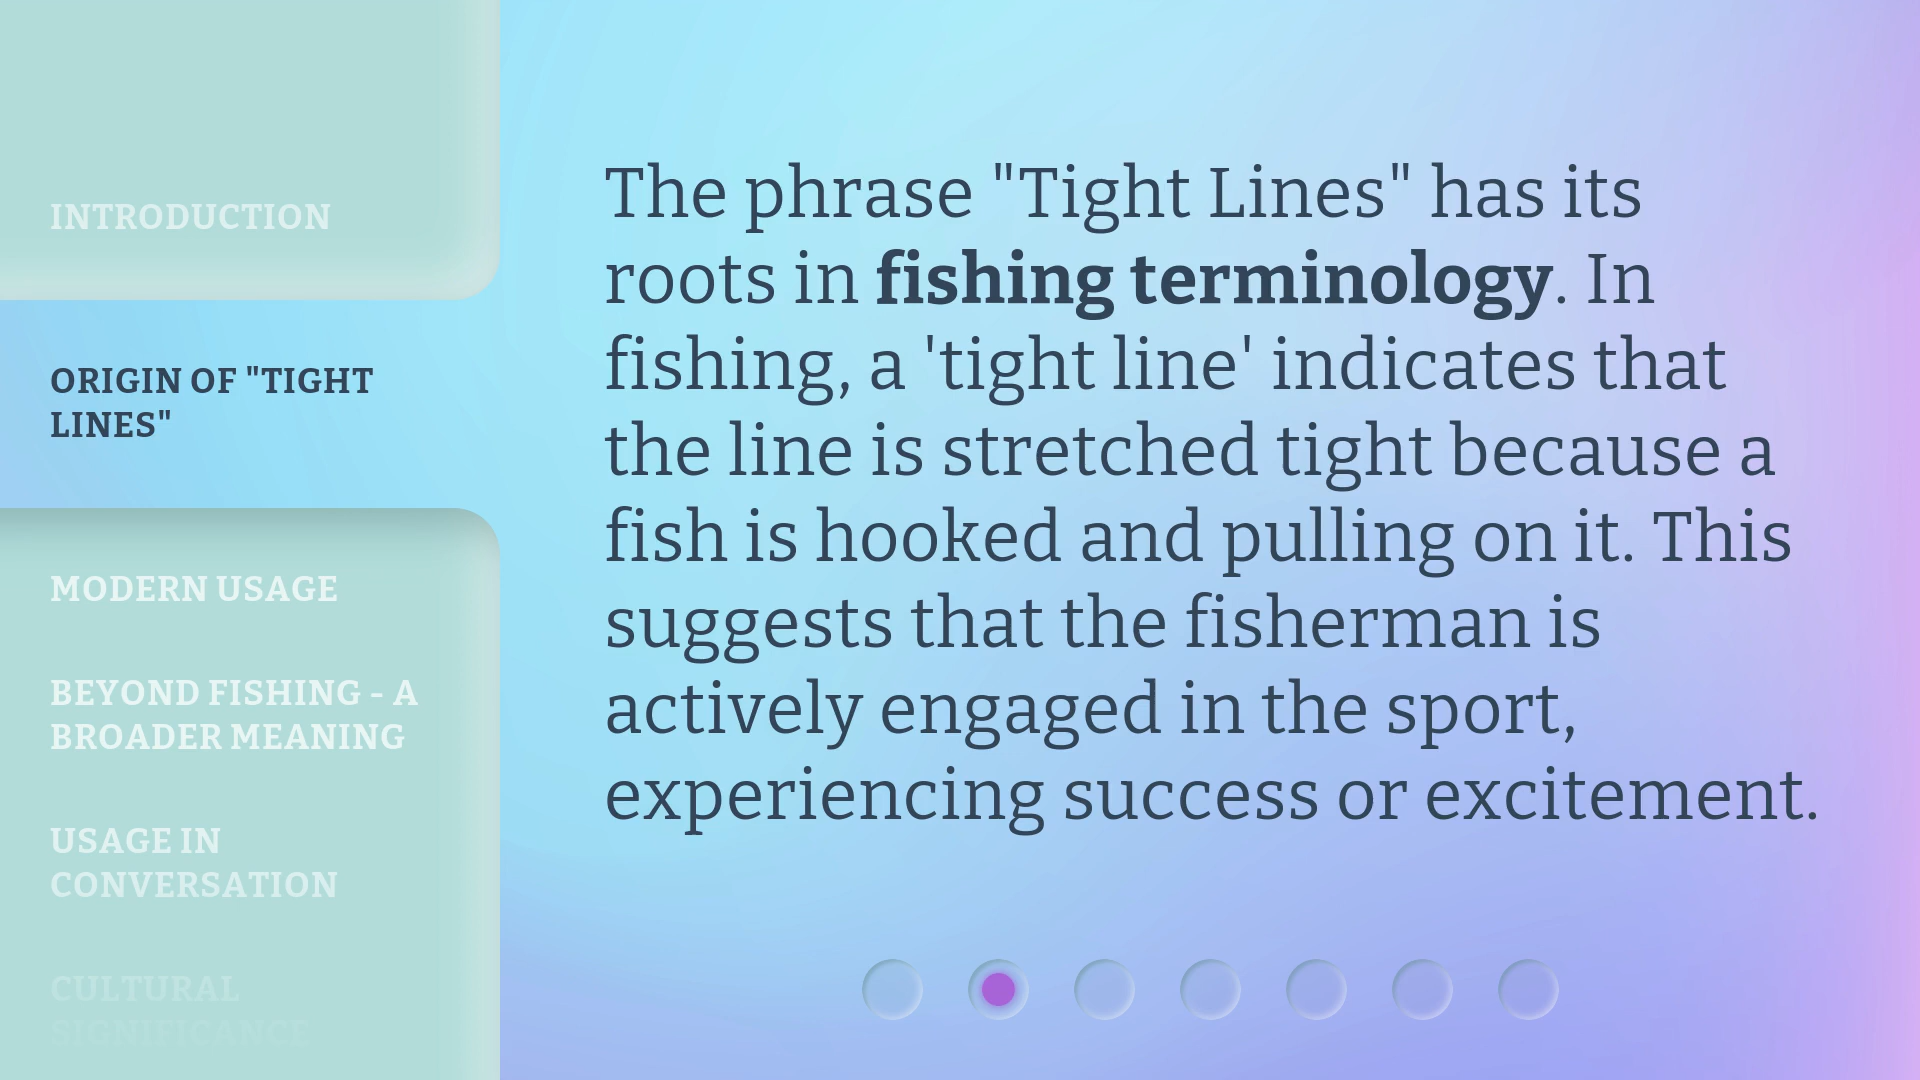 INTRODUCTION
ORIGIN OF "TIGHT
LINES"
MODERN USAGE
BEYOND FISHING - A
BROADER MEANING
USAGE IN
CONVERSATION
CULTURAL
SIGNIFICANCE
The phrase "Tight Lines" has its
roots in fishing terminology. In
fishing, a 'tight line' indicates that
the line is stretched tight because a
fish is hooked and pulling on it. This
suggests that the fisherman is
actively engaged in the sport,
experiencing success or excitement.